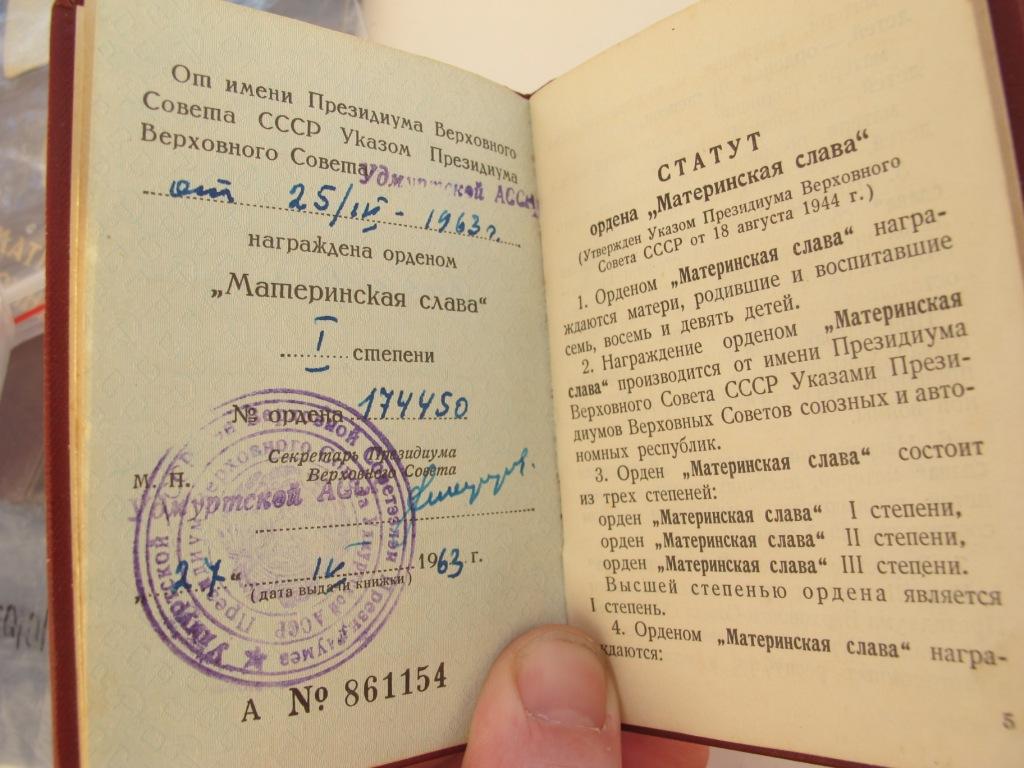 От имени Президиума Верховного
Совета СССР Указом Президиума
Верховного Совета Удмуртской АССР
от 25/IV - 1963 г.
награждена орденом
„Материнская слава“
I степени
№ ордена 174450
Секретарь Президиума
Верховного Совета
М. П.
Удмуртской АССР
„27“ IV 1963 г.
(дата выдачи книжки)
А № 861154
СТАТУТ
ордена „Материнская слава“
(Утвержден Указом Президиума Верховного
Совета СССР от 18 августа 1944 г.)
1. Орденом „Материнская слава“ награ-
ждаются матери, родившие и воспитавшие
семь, восемь и девять детей.
2. Награждение орденом „Материнская
слава“ производится от имени Президиума
Верховного Совета СССР Указами Прези-
диумов Верховных Советов союзных и авто-
номных республик.
3. Орден „Материнская слава“ состоит
из трех степеней:
орден „Материнская слава“ I степени,
орден „Материнская слава“ II степени,
орден „Материнская слава“ III степени.
Высшей степенью ордена является
I степень.
4. Орденом „Материнская слава“ награ-
ждаются:
5